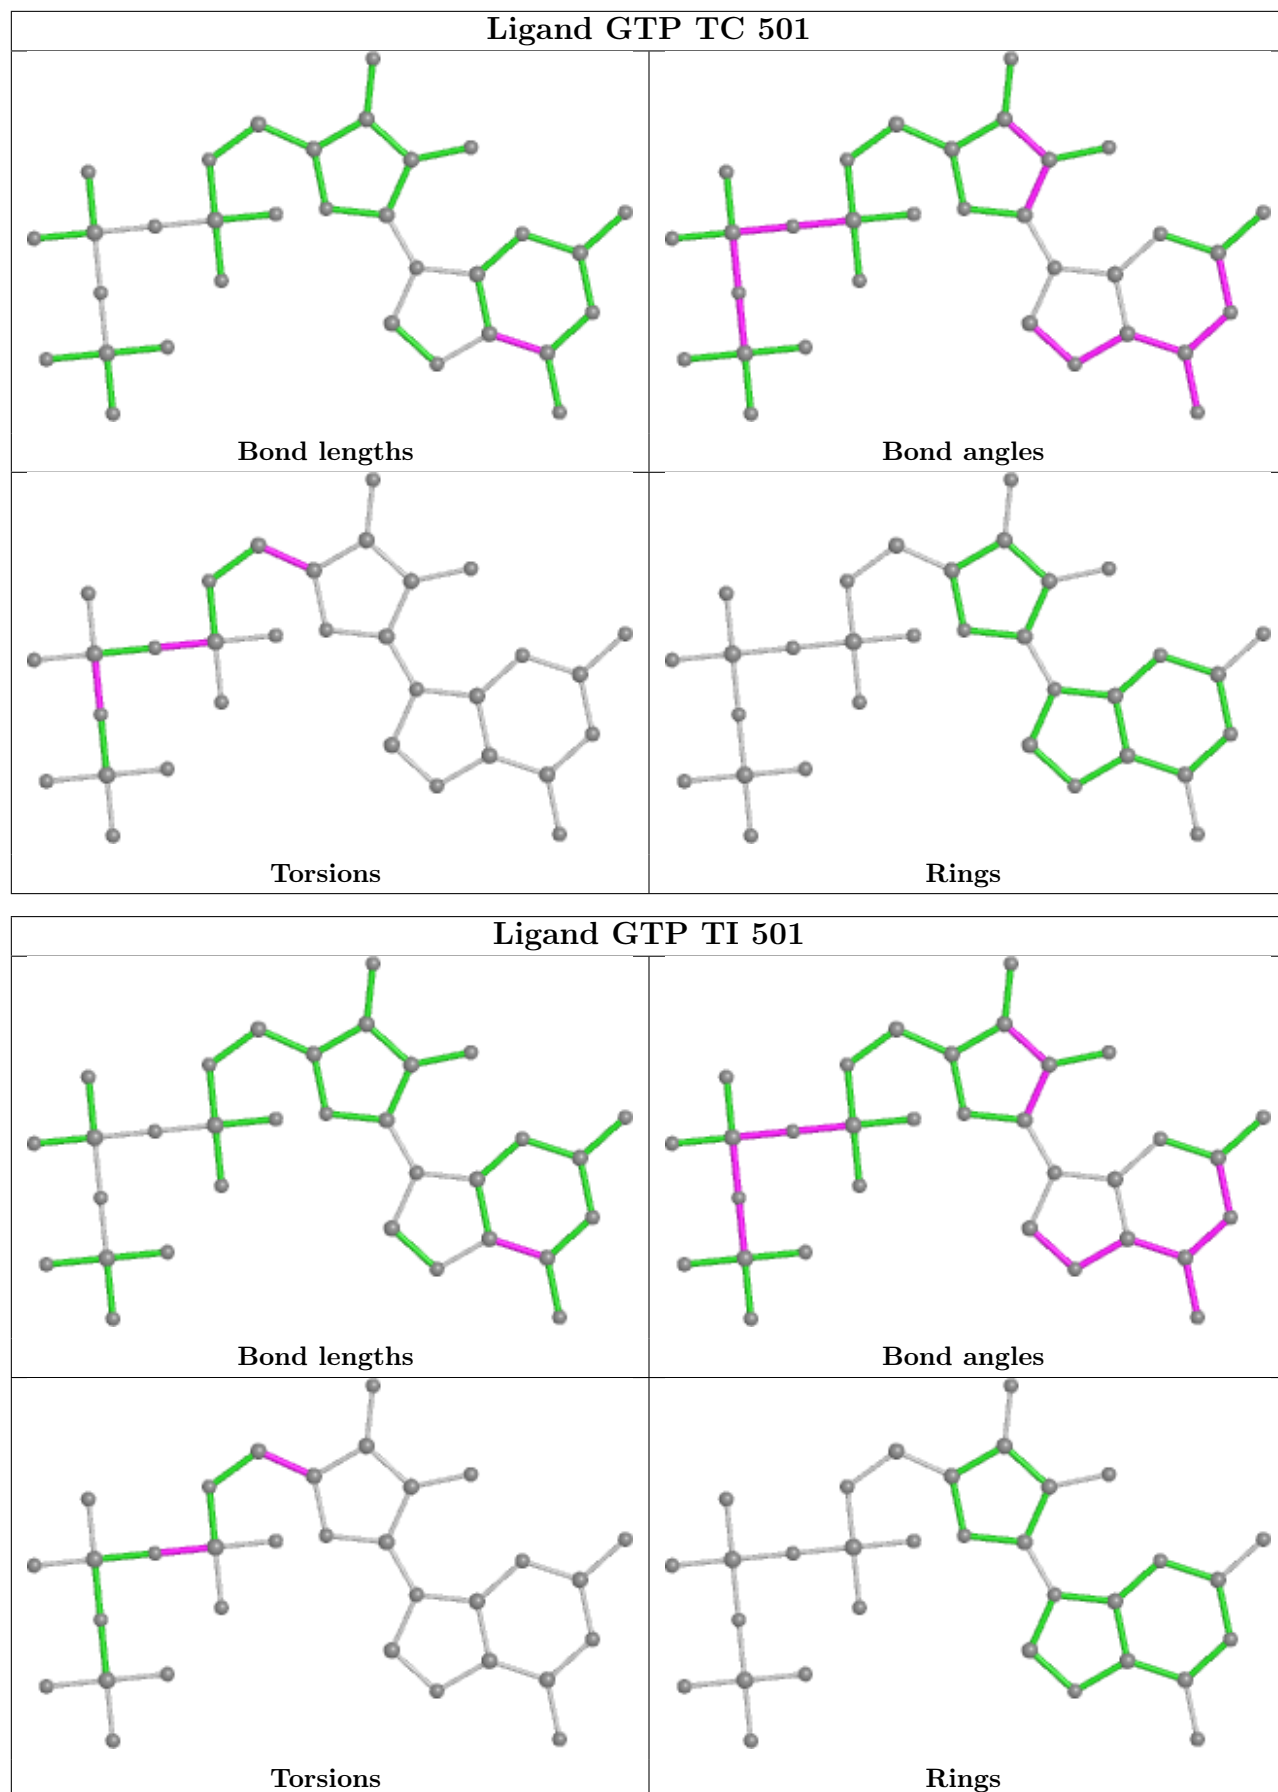 Ligand GTP TC 501
Bond lengths
Bond angles
Torsions
Rings
Ligand GTP TI 501
Bond lengths
Bond angles
Torsions
Rings